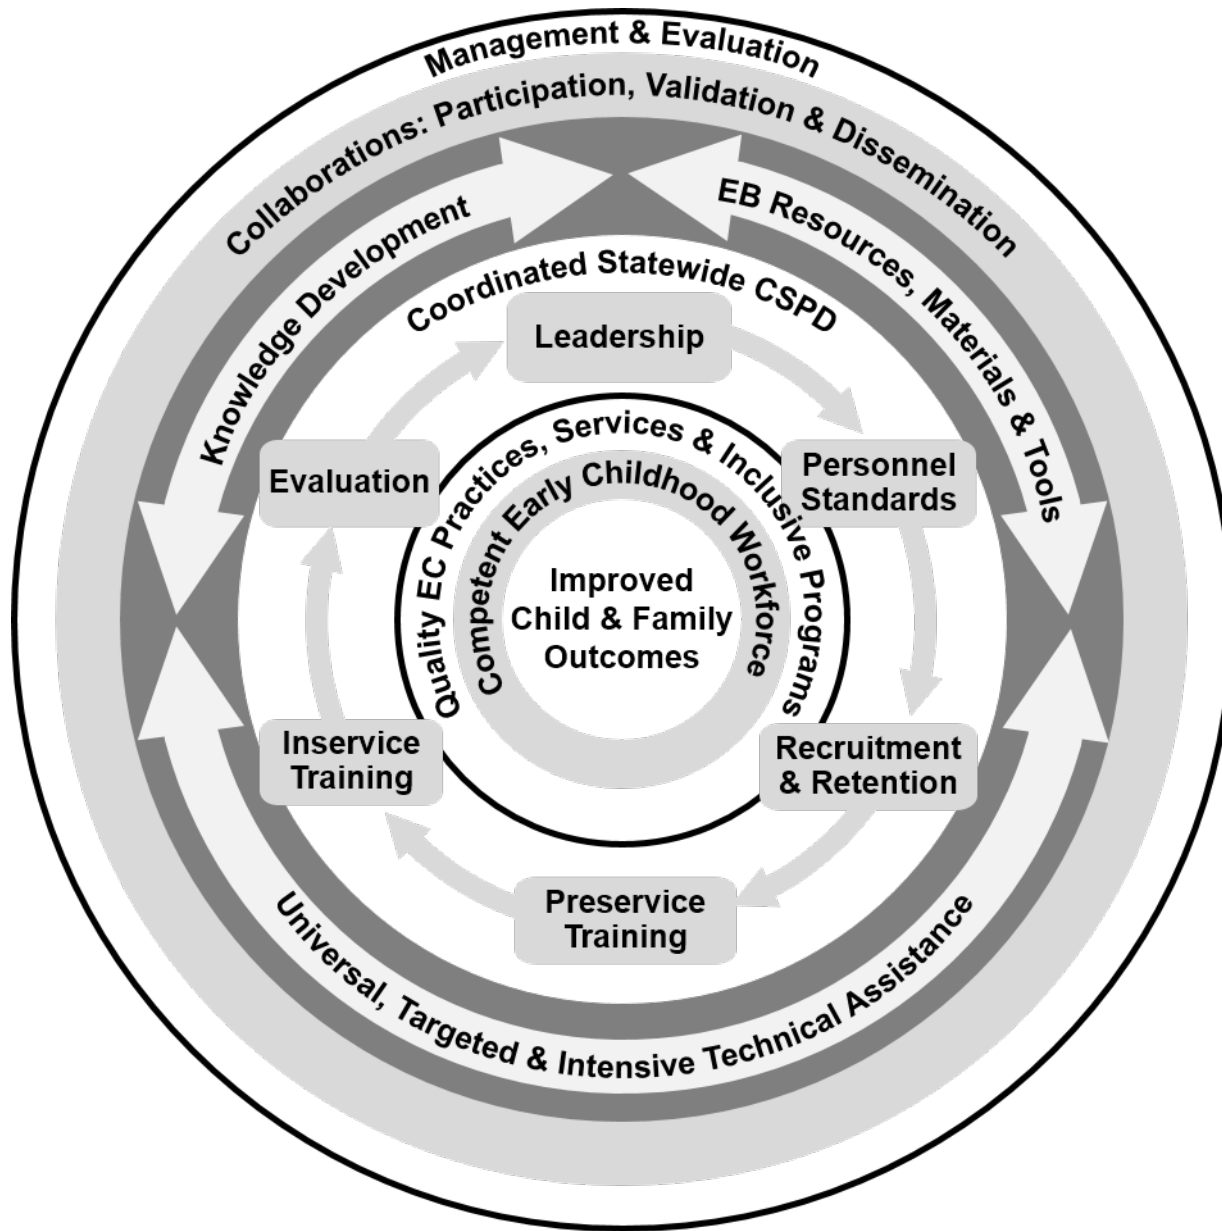 Management & Evaluation
Collaborations: Participation, Validation & Dissemination
Knowledge Development
EB Resources, Materials & Tools
Coordinated Statewide CSPD
Leadership
Personnel
Standards
Recruitment
& Retention
Preservice
Training
Inservice
Training
Evaluation
Quality EC Practices, Services & Inclusive Programs
Competent Early Childhood Workforce
Improved
Child & Family
Outcomes
Universal, Targeted & Intensive Technical Assistance